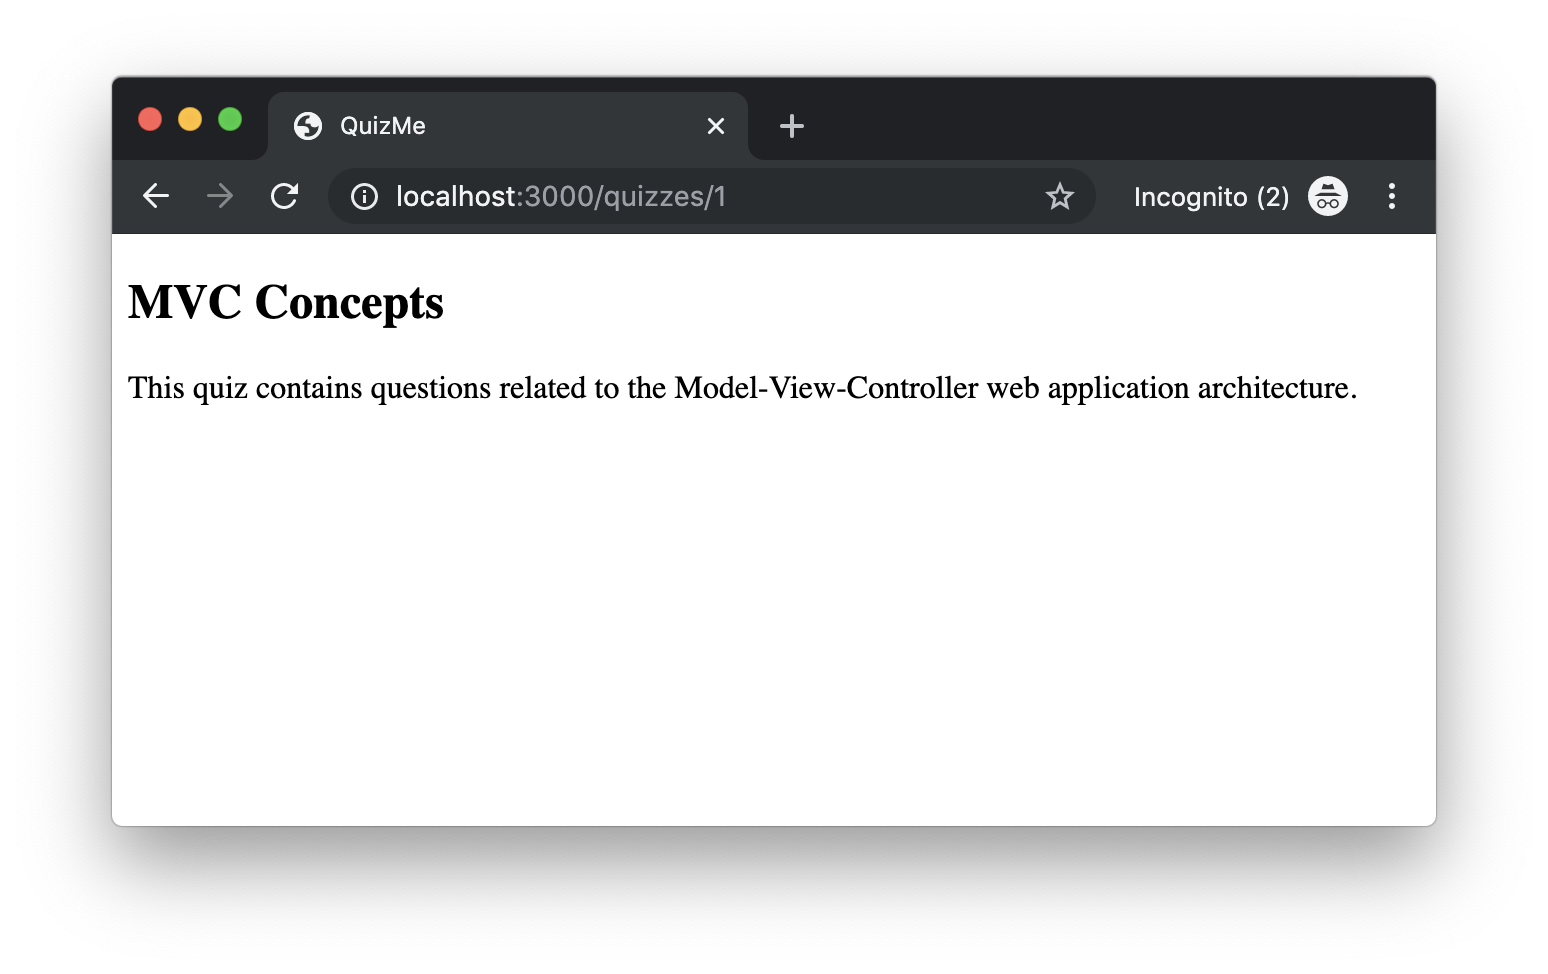 QuizMe
localhost:3000/quizzes/1
Incognito (2)
MVC Concepts
This quiz contains questions related to the Model-View-Controller web application architecture.